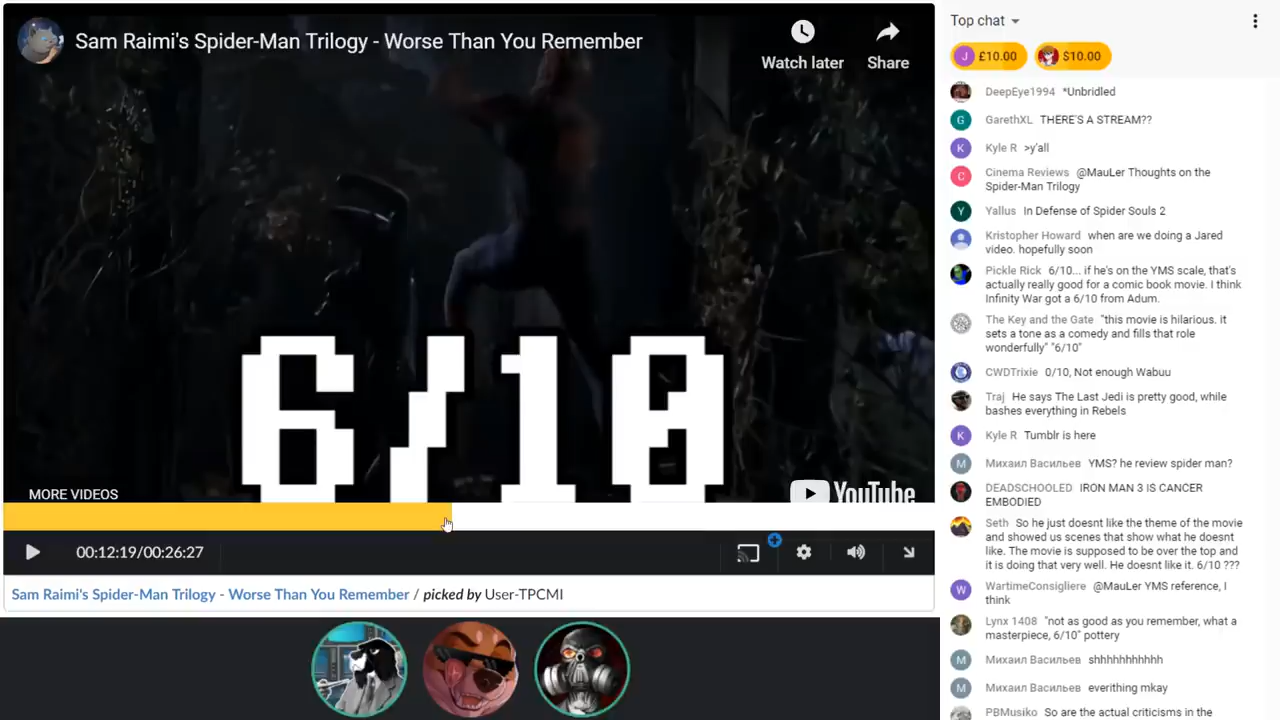 Sam Raimi's Spider-Man Trilogy - Worse Than You Remember
Watch later
Share
6/10
MORE VIDEOS
YouTube
00:12:19/00:26:27
Sam Raimi's Spider-Man Trilogy - Worse Than You Remember / picked by User-TPCMI
Top chat
J £10.00
$10.00
DeepEye1994 *Unbridled
G GarethXL THERE'S A STREAM??
K Kyle R >y'all
C Cinema Reviews @MauLer Thoughts on the
Spider-Man Trilogy
Y Yallus In Defense of Spider Souls 2
Kristopher Howard when are we doing a Jared
video. hopefully soon
Pickle Rick 6/10... if he's on the YMS scale, that's
actually really good for a comic book movie. I think
Infinity War got a 6/10 from Adum.
The Key and the Gate "this movie is hilarious. it
sets a tone as a comedy and fills that role
wonderfully" "6/10"
CWDTrixie 0/10, Not enough Wabuu
Traj He says The Last Jedi is pretty good, while
bashes everything in Rebels
K Kyle R Tumblr is here
М Михаил Васильев YMS? he review spider man?
DEADSCHOOLED IRON MAN 3 IS CANCER
EMBODIED
Seth So he just doesnt like the theme of the movie
and showed us scenes that show what he doesnt
like. The movie is supposed to be over the top and
it is doing that very well. He doesnt like it. 6/10 ???
W WartimeConsigliere @MauLer YMS reference, I
think
Lynx 1408 "not as good as you remember, what a
masterpiece, 6/10" pottery
М Михаил Васильев shhhhhhhhhhh
М Михаил Васильев everithing mkay
PBMusiko So are the actual criticisms in the